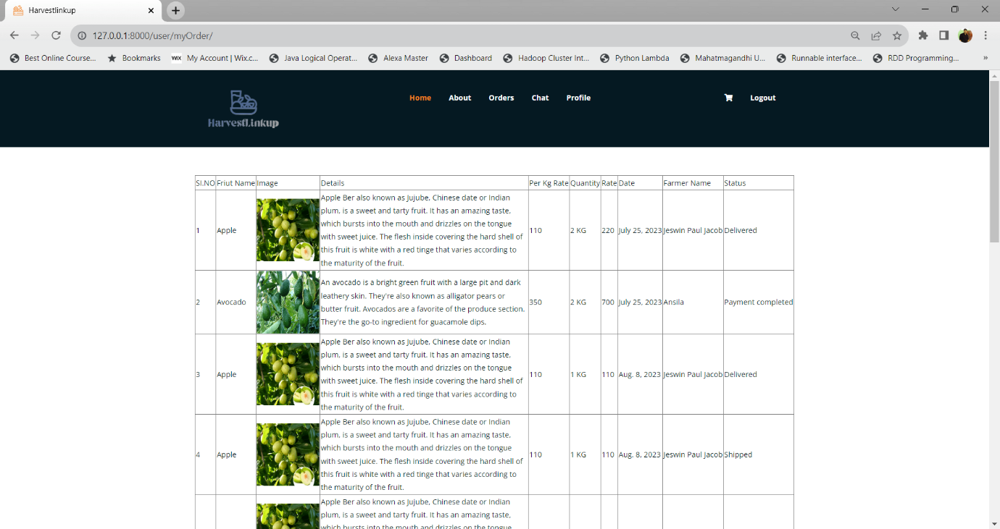 Harvestlinkup
127.0.0.1:8000/user/myOrder/
Best Online Course... Bookmarks WIX My Account | Wix.c... Java Logical Operat... Alexa Master Dashboard Hadoop Cluster Int... Python Lambda Mahatmagandhi U... Runnable interface... RDD Programming... »
HarvestLinkup
Home About Orders Chat Profile Logout
Sl.NO Friut Name Image Details Per Kg Rate Quantity Rate Date Farmer Name Status
Apple Ber also known as Jujube, Chinese date or Indian
plum, is a sweet and tarty fruit. It has an amazing taste,
which bursts into the mouth and drizzles on the tongue
1 Apple 110 2 KG 220 July 25, 2023 Jeswin Paul Jacob Delivered
with sweet juice. The flesh inside covering the hard shell of
this fruit is white with a red tinge that varies according to
the maturity of the fruit.
An avocado is a bright green fruit with a large pit and dark
leathery skin. They're also known as alligator pears or
2 Avocado 350 2 KG 700 July 25, 2023 Ansila Payment completed
butter fruit. Avocados are a favorite of the produce section.
They're the go-to ingredient for guacamole dips.
Apple Ber also known as Jujube, Chinese date or Indian
plum, is a sweet and tarty fruit. It has an amazing taste,
which bursts into the mouth and drizzles on the tongue
3 Apple 110 1 KG 110 Aug. 8, 2023 Jeswin Paul Jacob Delivered
with sweet juice. The flesh inside covering the hard shell of
this fruit is white with a red tinge that varies according to
the maturity of the fruit.
Apple Ber also known as Jujube, Chinese date or Indian
plum, is a sweet and tarty fruit. It has an amazing taste,
which bursts into the mouth and drizzles on the tongue
4 Apple 110 1 KG 110 Aug. 8, 2023 Jeswin Paul Jacob Shipped
with sweet juice. The flesh inside covering the hard shell of
this fruit is white with a red tinge that varies according to
the maturity of the fruit.
Apple Ber also known as Jujube, Chinese date or Indian
plum, is a sweet and tarty fruit. It has an amazing taste,
which bursts into the mouth and drizzles on the tongue